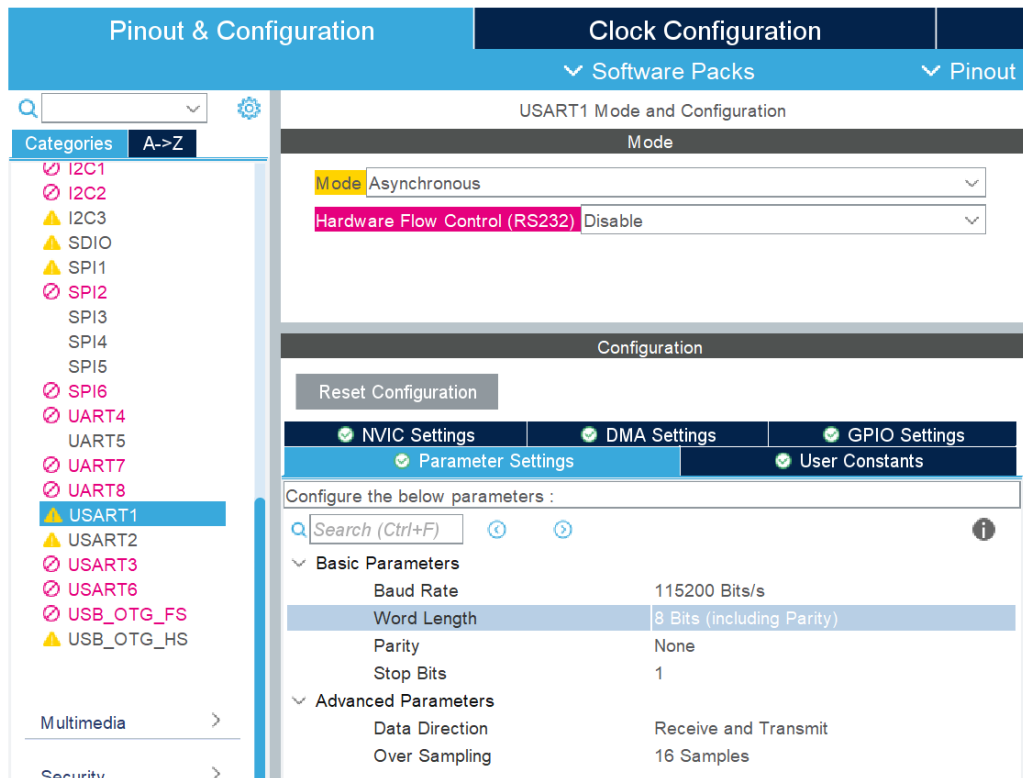 Pinout & Configuration
Clock Configuration
Software Packs
Pinout
Categories
A->Z
I2C1
I2C2
I2C3
SDIO
SPI1
SPI2
SPI3
SPI4
SPI5
SPI6
UART4
UART5
UART7
UART8
USART1
USART2
USART3
USART6
USB_OTG_FS
USB_OTG_HS
Multimedia
Security
USART1 Mode and Configuration
Mode
Mode Asynchronous
Hardware Flow Control (RS232) Disable
Configuration
Reset Configuration
NVIC Settings
DMA Settings
GPIO Settings
Parameter Settings
User Constants
Configure the below parameters :
Search (Ctrl+F)
Basic Parameters
Baud Rate 115200 Bits/s
Word Length 8 Bits (including Parity)
Parity None
Stop Bits 1
Advanced Parameters
Data Direction Receive and Transmit
Over Sampling 16 Samples